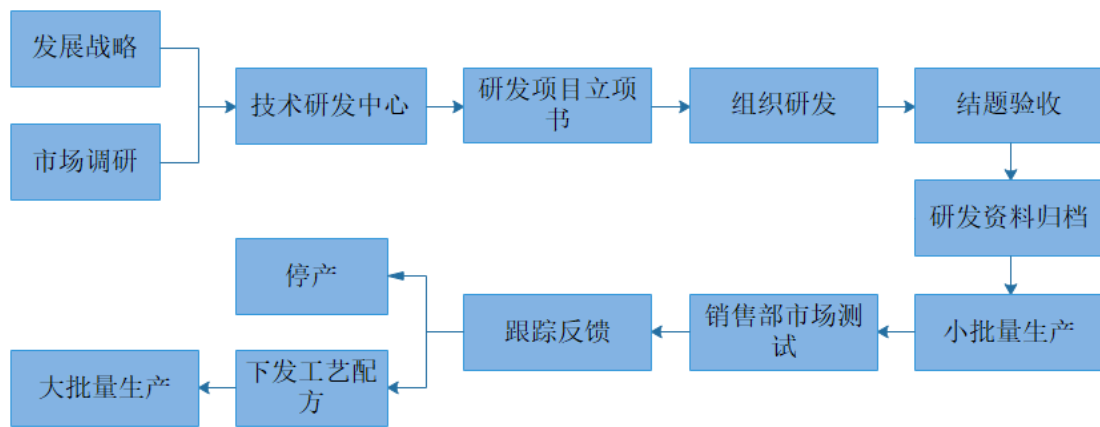 发展战略
市场调研
技术研发中心
研发项目立项
书
组织研发
结题验收
研发资料归档
小批量生产
销售部市场测
试
跟踪反馈
停产
下发工艺配
方
大批量生产